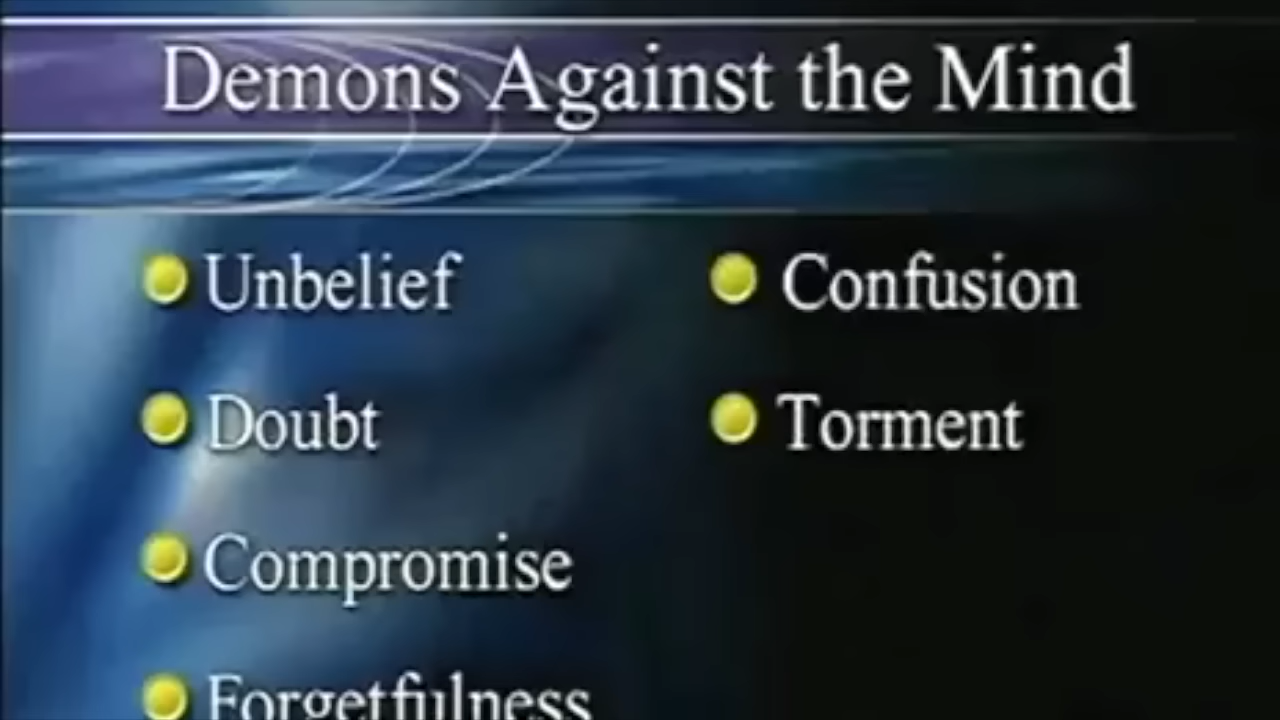 Demons Against the Mind
Unbelief
Doubt
Compromise
Forgetfulness
Confusion
Torment